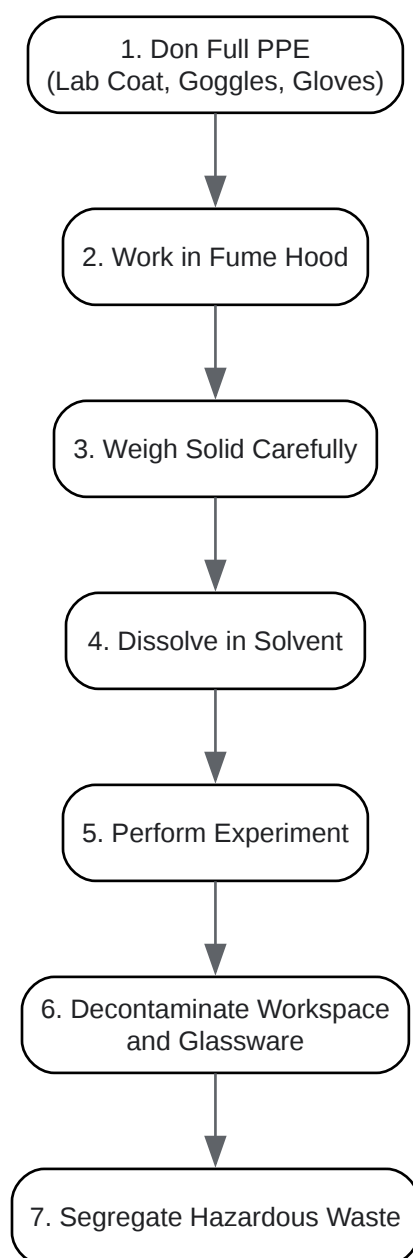 1. Don Full PPE
(Lab Coat, Goggles, Gloves)
2. Work in Fume Hood
3. Weigh Solid Carefully
4. Dissolve in Solvent
5. Perform Experiment
6. Decontaminate Workspace
and Glassware
7. Segregate Hazardous Waste